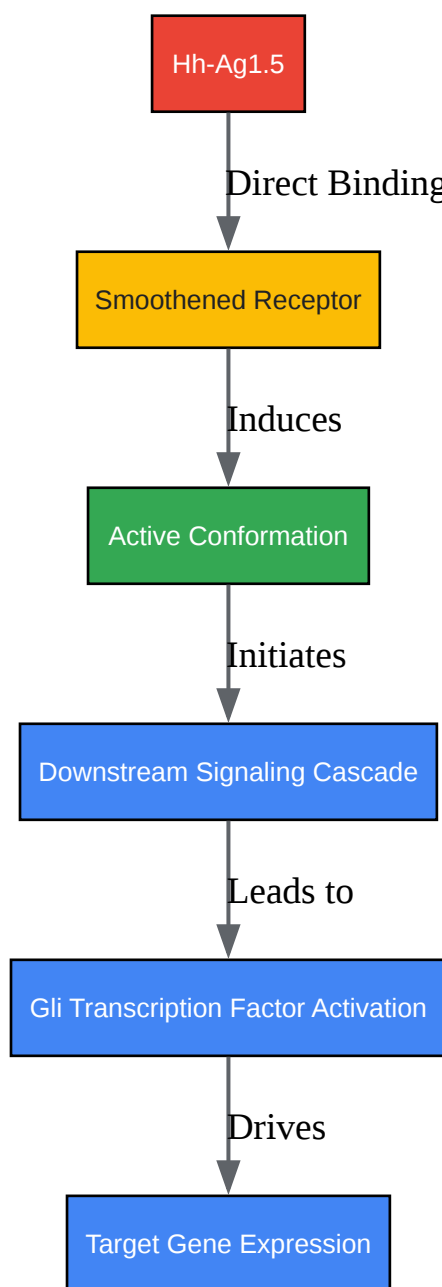 Hh-Ag1.5
Direct Binding
Smoothened Receptor
Induces
Active Conformation
Initiates
Downstream Signaling Cascade
Leads to
Gli Transcription Factor Activation
Drives
Target Gene Expression